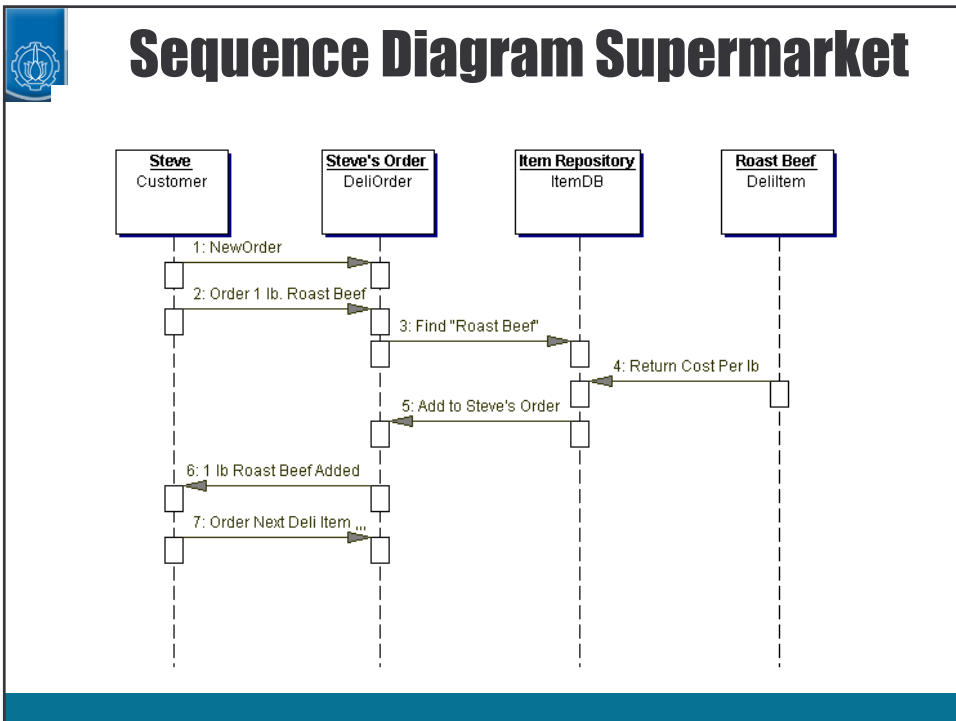 Sequence Diagram Supermarket
Steve
Customer
Steve's Order
DeliOrder
Item Repository
ItemDB
Roast Beef
DeliItem
1: NewOrder
2: Order 1 lb. Roast Beef
3: Find "Roast Beef"
4: Return Cost Per lb
5: Add to Steve's Order
6: 1 lb Roast Beef Added
7: Order Next Deli Item ,,,